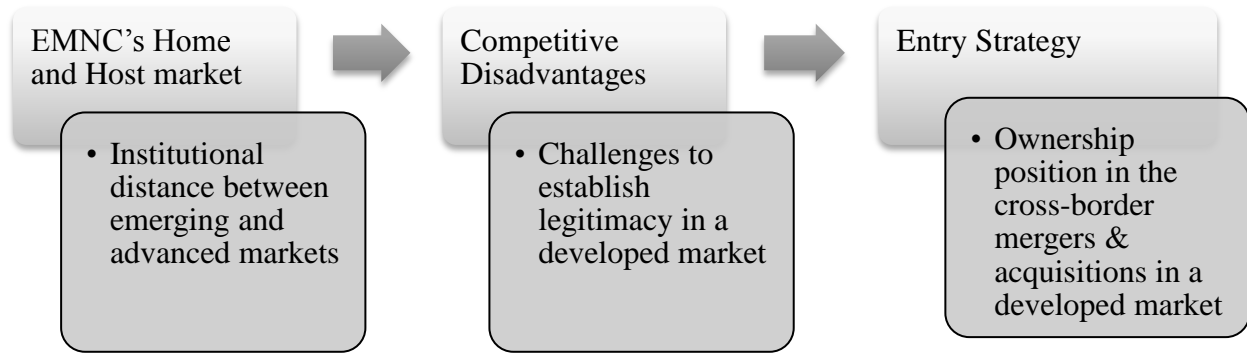 EMNC’s Home
and Host market
• Institutional
distance between
emerging and
advanced markets
Competitive
Disadvantages
• Challenges to
establish
legitimacy in a
developed market
Entry Strategy
• Ownership
position in the
cross-border
mergers &
acquisitions in a
developed market